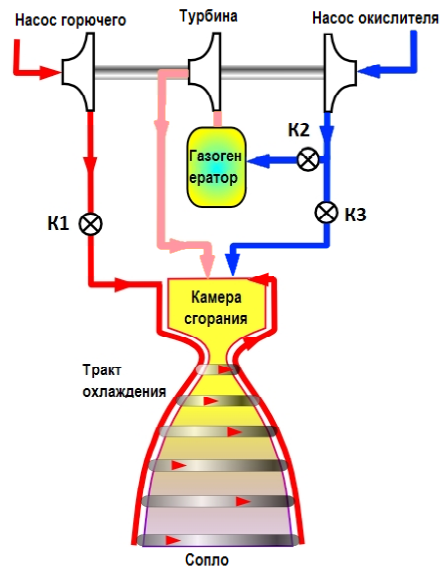 Насос горючего
Турбина
Насос окислителя
К2
Газоген
ератор
К1
К3
Камера
сгорания
Тракт
охлаждения
Сопло